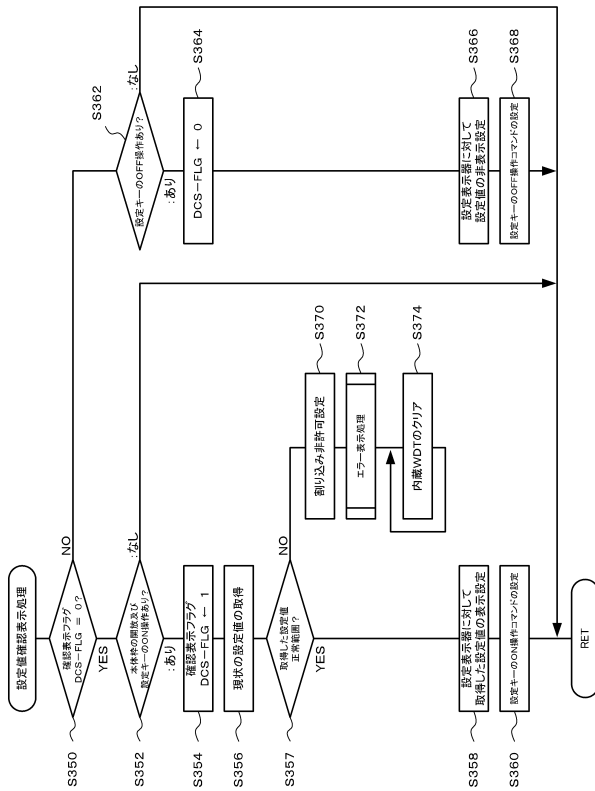 設定値確認表示処理
S350
確認表示フラグ
DCS－FLG ＝ 0？
NO
YES
S352
本体枠の開放及び
設定キーのON操作あり？
：なし
：あり
S354
確認表示フラグ
DCS－FLG ← 1
S356
現状の設定値の取得
S357
取得した設定値
正常範囲？
NO
YES
S358
設定表示器に対して
取得した設定値の表示設定
S360
設定キーのON操作コマンドの設定
RET
S370
割り込み非許可設定
S372
エラー表示処理
S374
内蔵WDTのクリア
S362
設定キーのOFF操作あり？
：なし
：あり
S364
DCS－FLG ← 0
S366
設定表示器に対して
設定値の非表示設定
S368
設定キーのOFF操作コマンドの設定